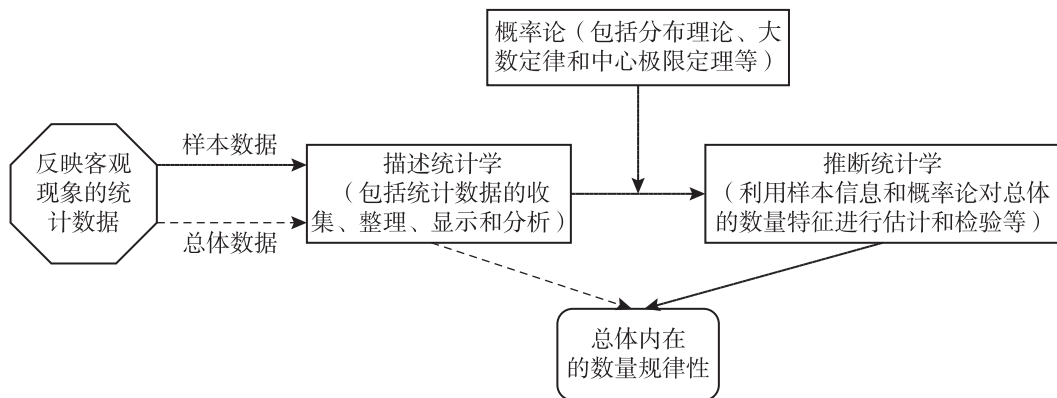 概率论（包括分布理论、大
数定律和中心极限定理等）
反映客观
现象的统
计数据
样本数据
总体数据
描述统计学
（包括统计数据的收
集、整理、显示和分析）
推断统计学
（利用样本信息和概率论对总体
的数量特征进行估计和检验等）
总体内在
的数量规律性